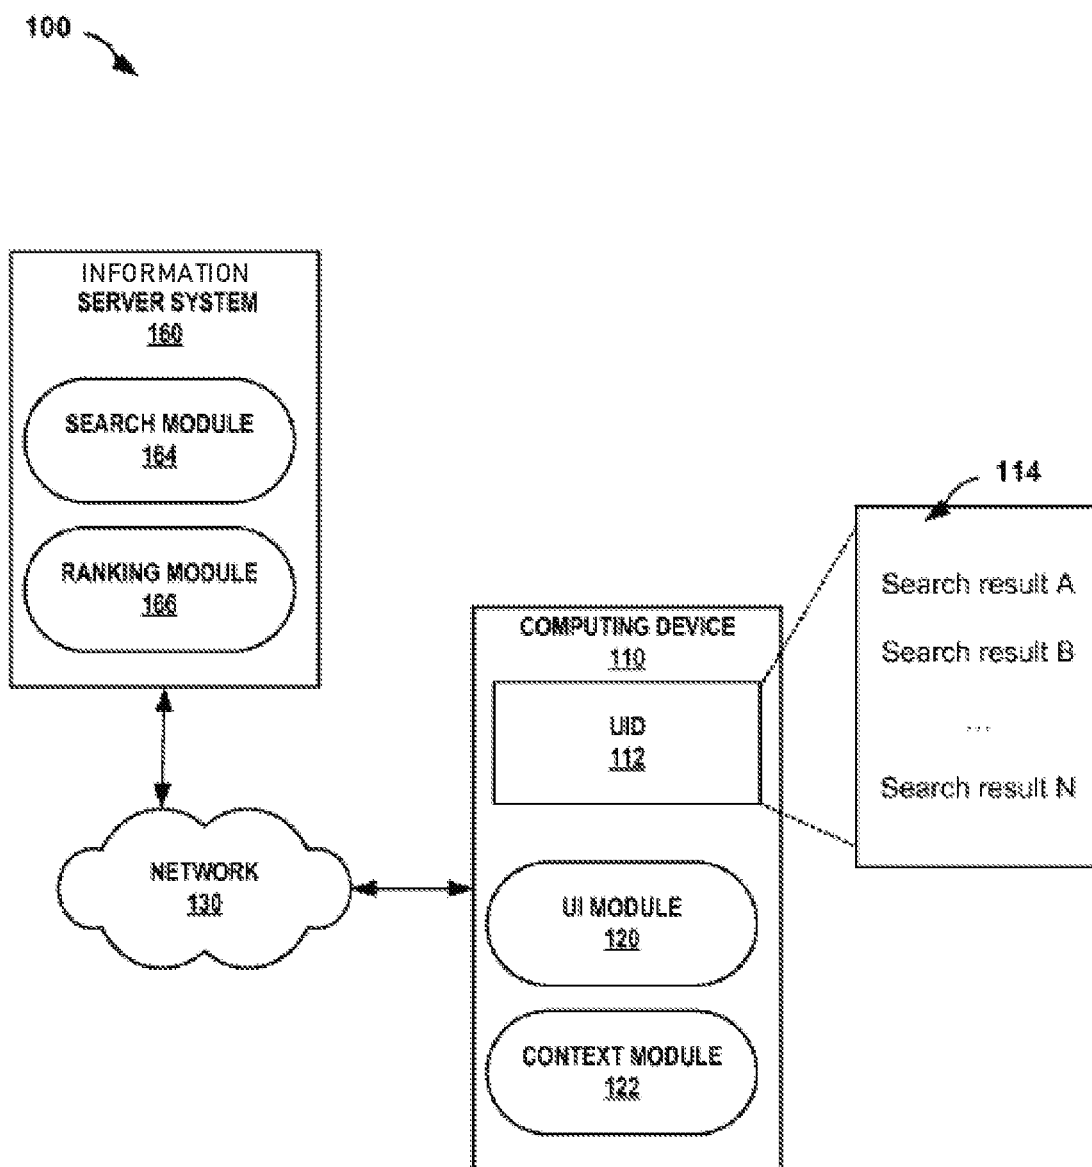 100
INFORMATION
SERVER SYSTEM
160
SEARCH MODULE
164
RANKING MODULE
166
114
Search result A
Search result B
...
Search result N
COMPUTING DEVICE
110
UID
112
NETWORK
130
UI MODULE
120
CONTEXT MODULE
122